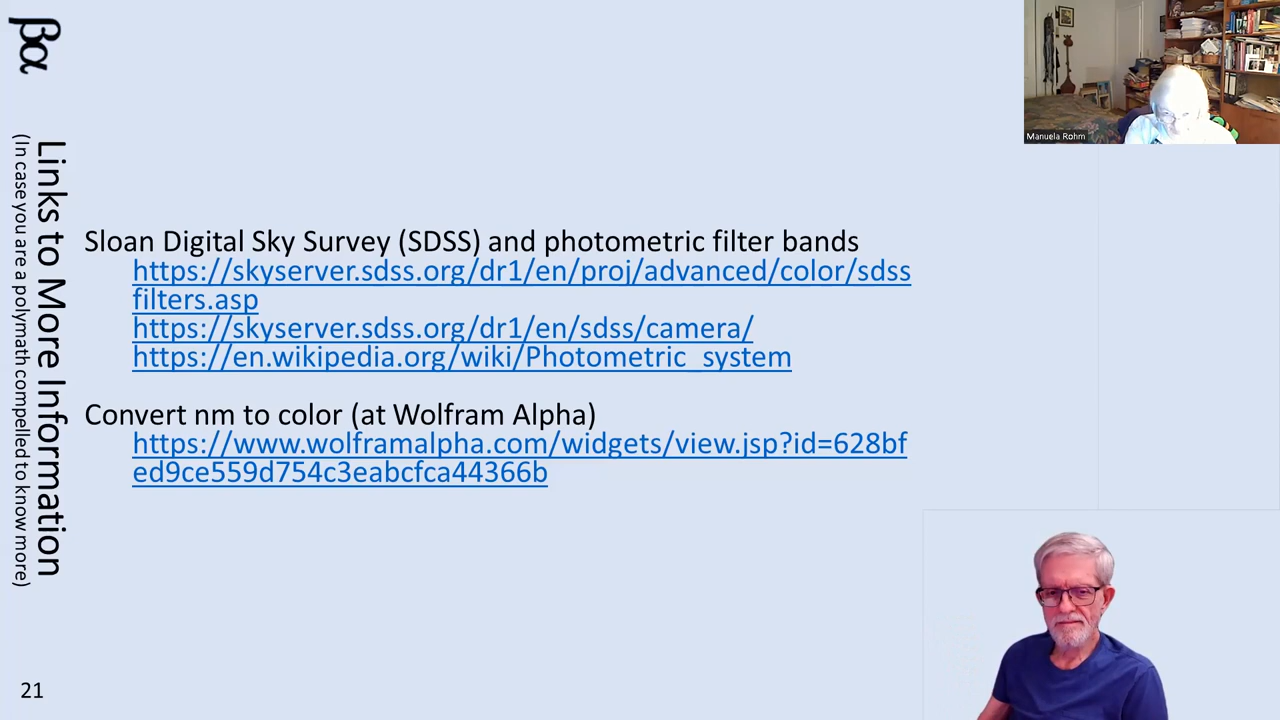 βα
Links to More Information
(In case you are a polymath compelled to know more)
Manuela Rohm
Sloan Digital Sky Survey (SDSS) and photometric filter bands
https://skyserver.sdss.org/dr1/en/proj/advanced/color/sdss
filters.asp
https://skyserver.sdss.org/dr1/en/sdss/camera/
https://en.wikipedia.org/wiki/Photometric_system
Convert nm to color (at Wolfram Alpha)
https://www.wolframalpha.com/widgets/view.jsp?id=628bf
ed9ce559d754c3eabcfca44366b
21